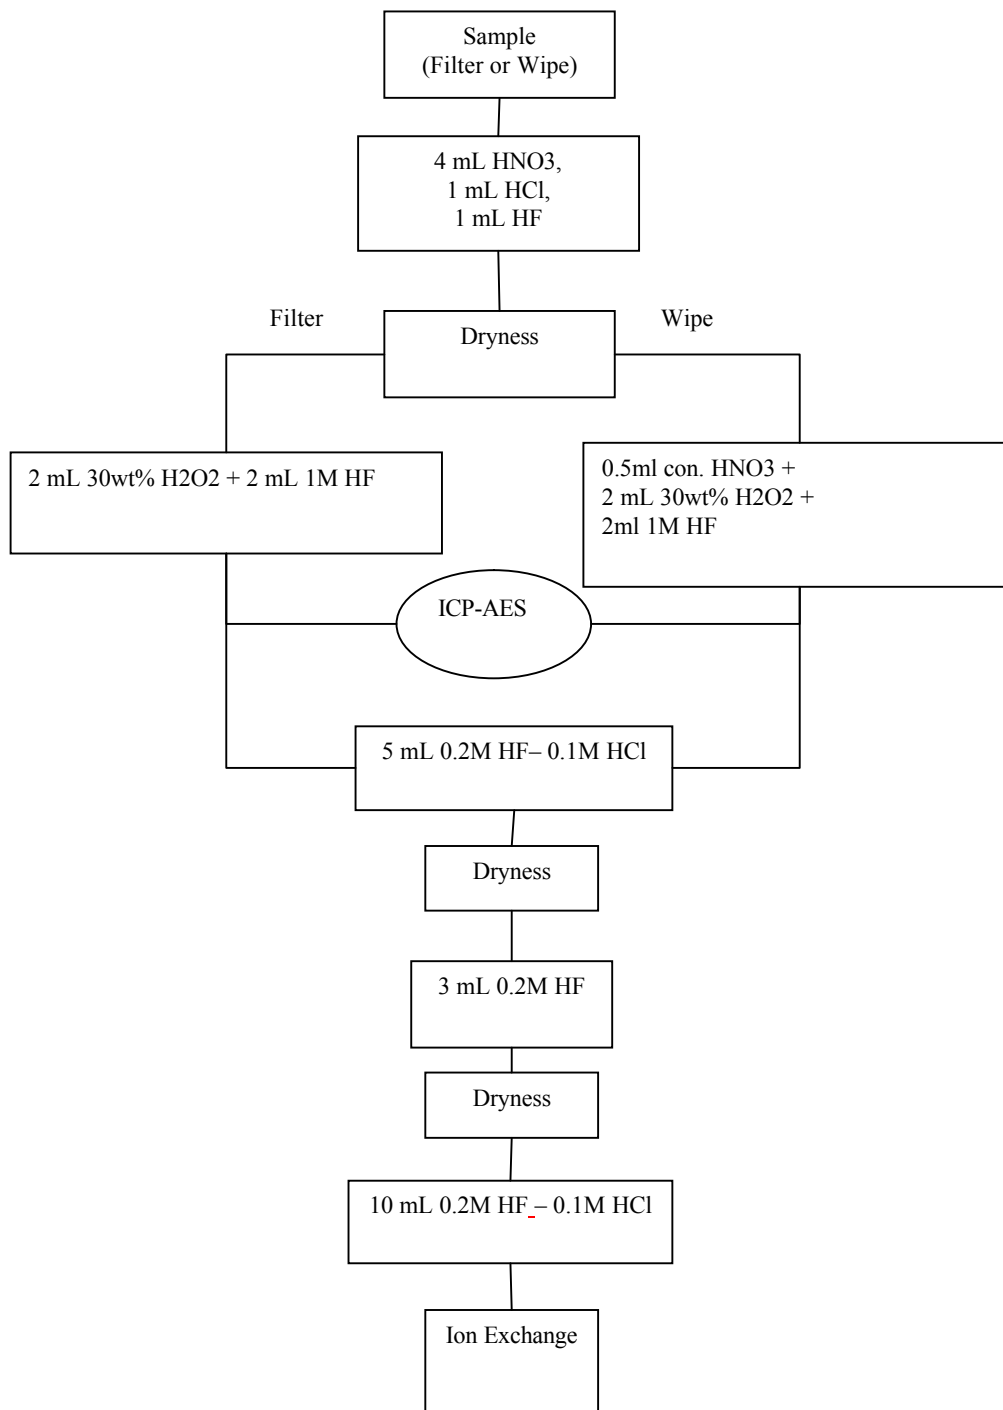 Sample
(Filter or Wipe)
4 mL HNO3,
1 mL HCl,
1 mL HF
Filter
Dryness
Wipe
2 mL 30wt% H2O2 + 2 mL 1M HF
0.5ml con. HNO3 +
2 mL 30wt% H2O2 +
2ml 1M HF
ICP-AES
5 mL 0.2M HF– 0.1M HCl
Dryness
3 mL 0.2M HF
Dryness
10 mL 0.2M HF – 0.1M HCl
Ion Exchange